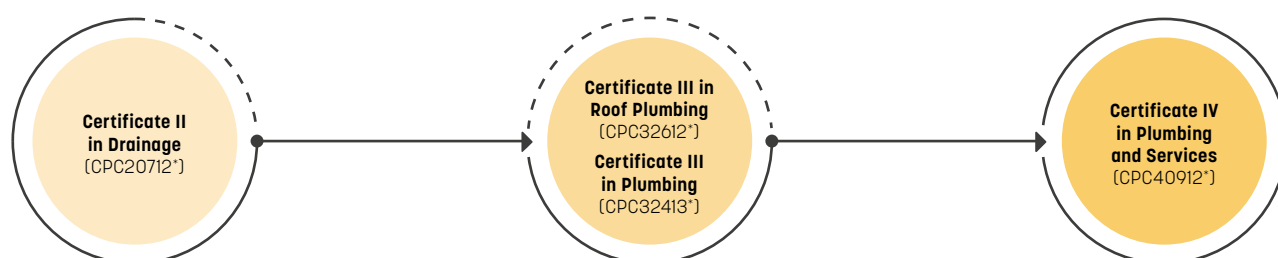 Certificate II
in Drainage
(CPC20712*)
Certificate III in
Roof Plumbing
(CPC32612*)
Certificate III
in Plumbing
(CPC32413*)
Certificate IV
in Plumbing
and Services
(CPC40912*)